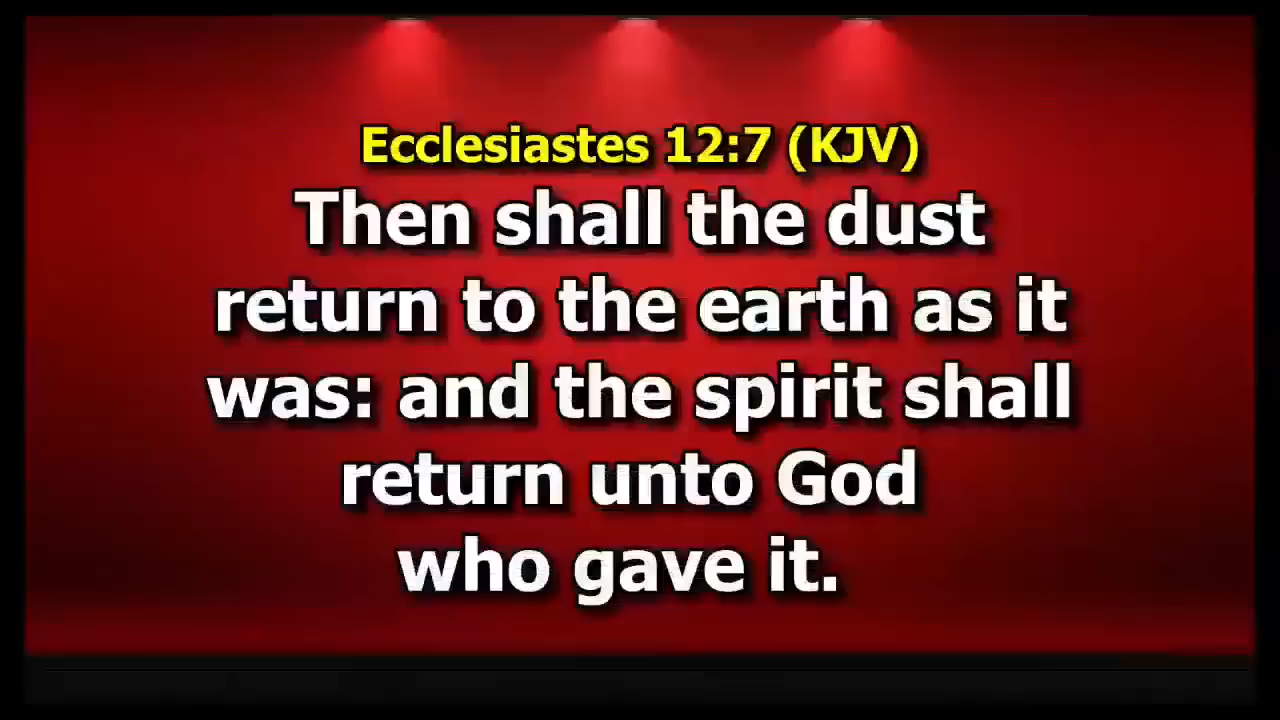 Ecclesiastes 12:7 (KJV)
Then shall the dust
return to the earth as it
was: and the spirit shall
return unto God
who gave it.